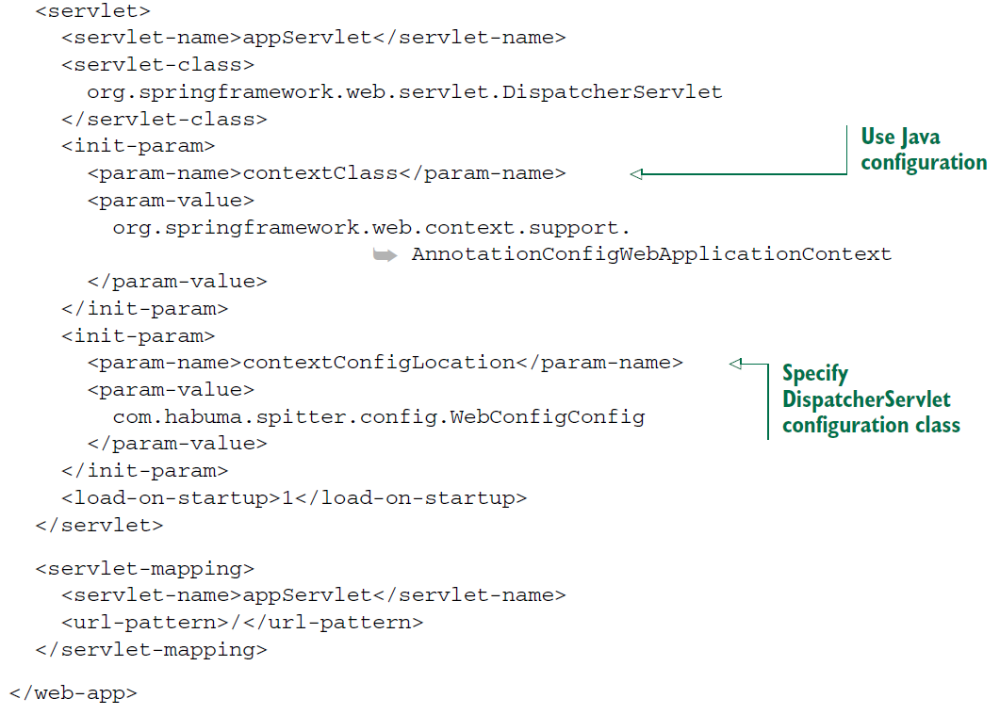 <servlet>
<servlet-name>appServlet</servlet-name>
<servlet-class>
org.springframework.web.servlet.DispatcherServlet
</servlet-class>
<init-param>
Use Java
configuration
<param-name>contextClass</param-name>
<param-value>
org.springframework.web.context.support.
AnnotationConfigWebApplicationContext
</param-value>
</init-param>
<init-param>
<param-name>contextConfigLocation</param-name>
Specify
DispatcherServlet
configuration class
<param-value>
com.habuma.spitter.config.WebConfigConfig
</param-value>
</init-param>
<load-on-startup>1</load-on-startup>
</servlet>
<servlet-mapping>
<servlet-name>appServlet</servlet-name>
<url-pattern>/</url-pattern>
</servlet-mapping>
</web-app>